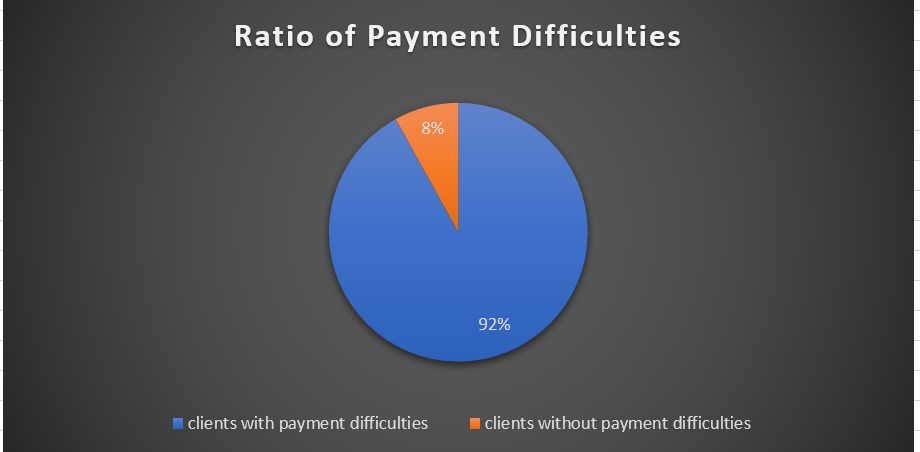 Ratio of Payment Difficulties
8%
92%
clients with payment difficulties
clients without payment difficulties